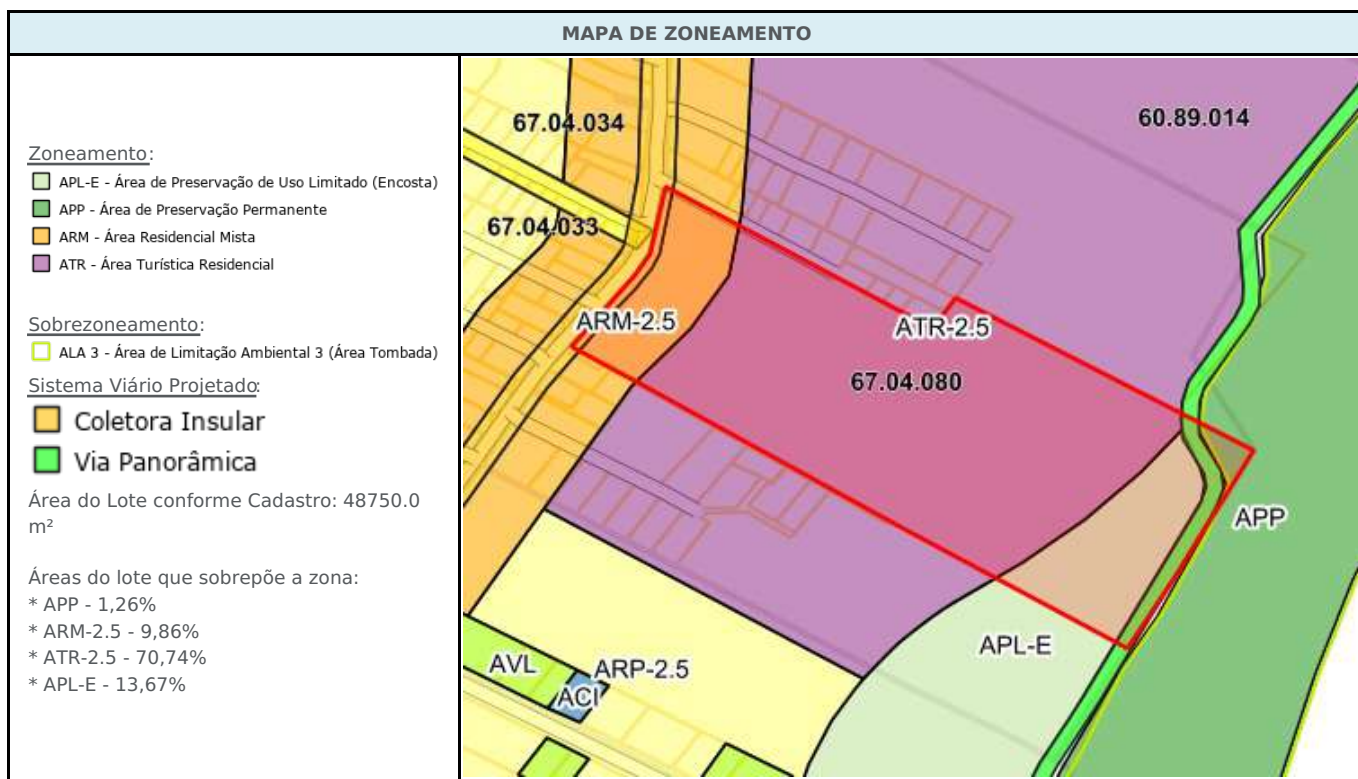 MAPA DE ZONEAMENTO
Zoneamento:
APL-E - Área de Preservação de Uso Limitado (Encosta)
APP - Área de Preservação Permanente
ARM - Área Residencial Mista
ATR - Área Turística Residencial
Sobrezoneamento:
ALA 3 - Área de Limitação Ambiental 3 (Área Tombada)
Sistema Viário Projetado:
Coletora Insular
Via Panorâmica
Área do Lote conforme Cadastro: 48750.0
m²
Áreas do lote que sobrepõe a zona:
* APP - 1,26%
* ARM-2.5 - 9,86%
* ATR-2.5 - 70,74%
* APL-E - 13,67%
67.04.034
60.89.014
67.04.033
ARM-2.5
ATR-2.5
67.04.080
APP
APL-E
AVL
ARP-2.5
ACI